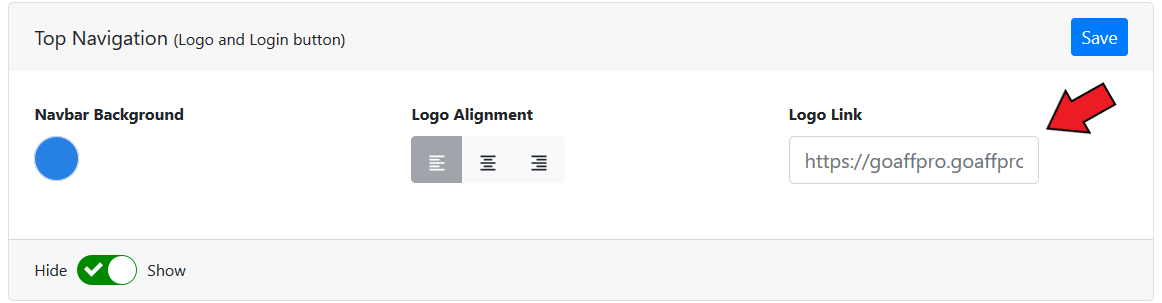 Top Navigation (Logo and Login button)
Save
Navbar Background
Logo Alignment
Logo Link
https://goaffpro.goaffprc
Hide
Show